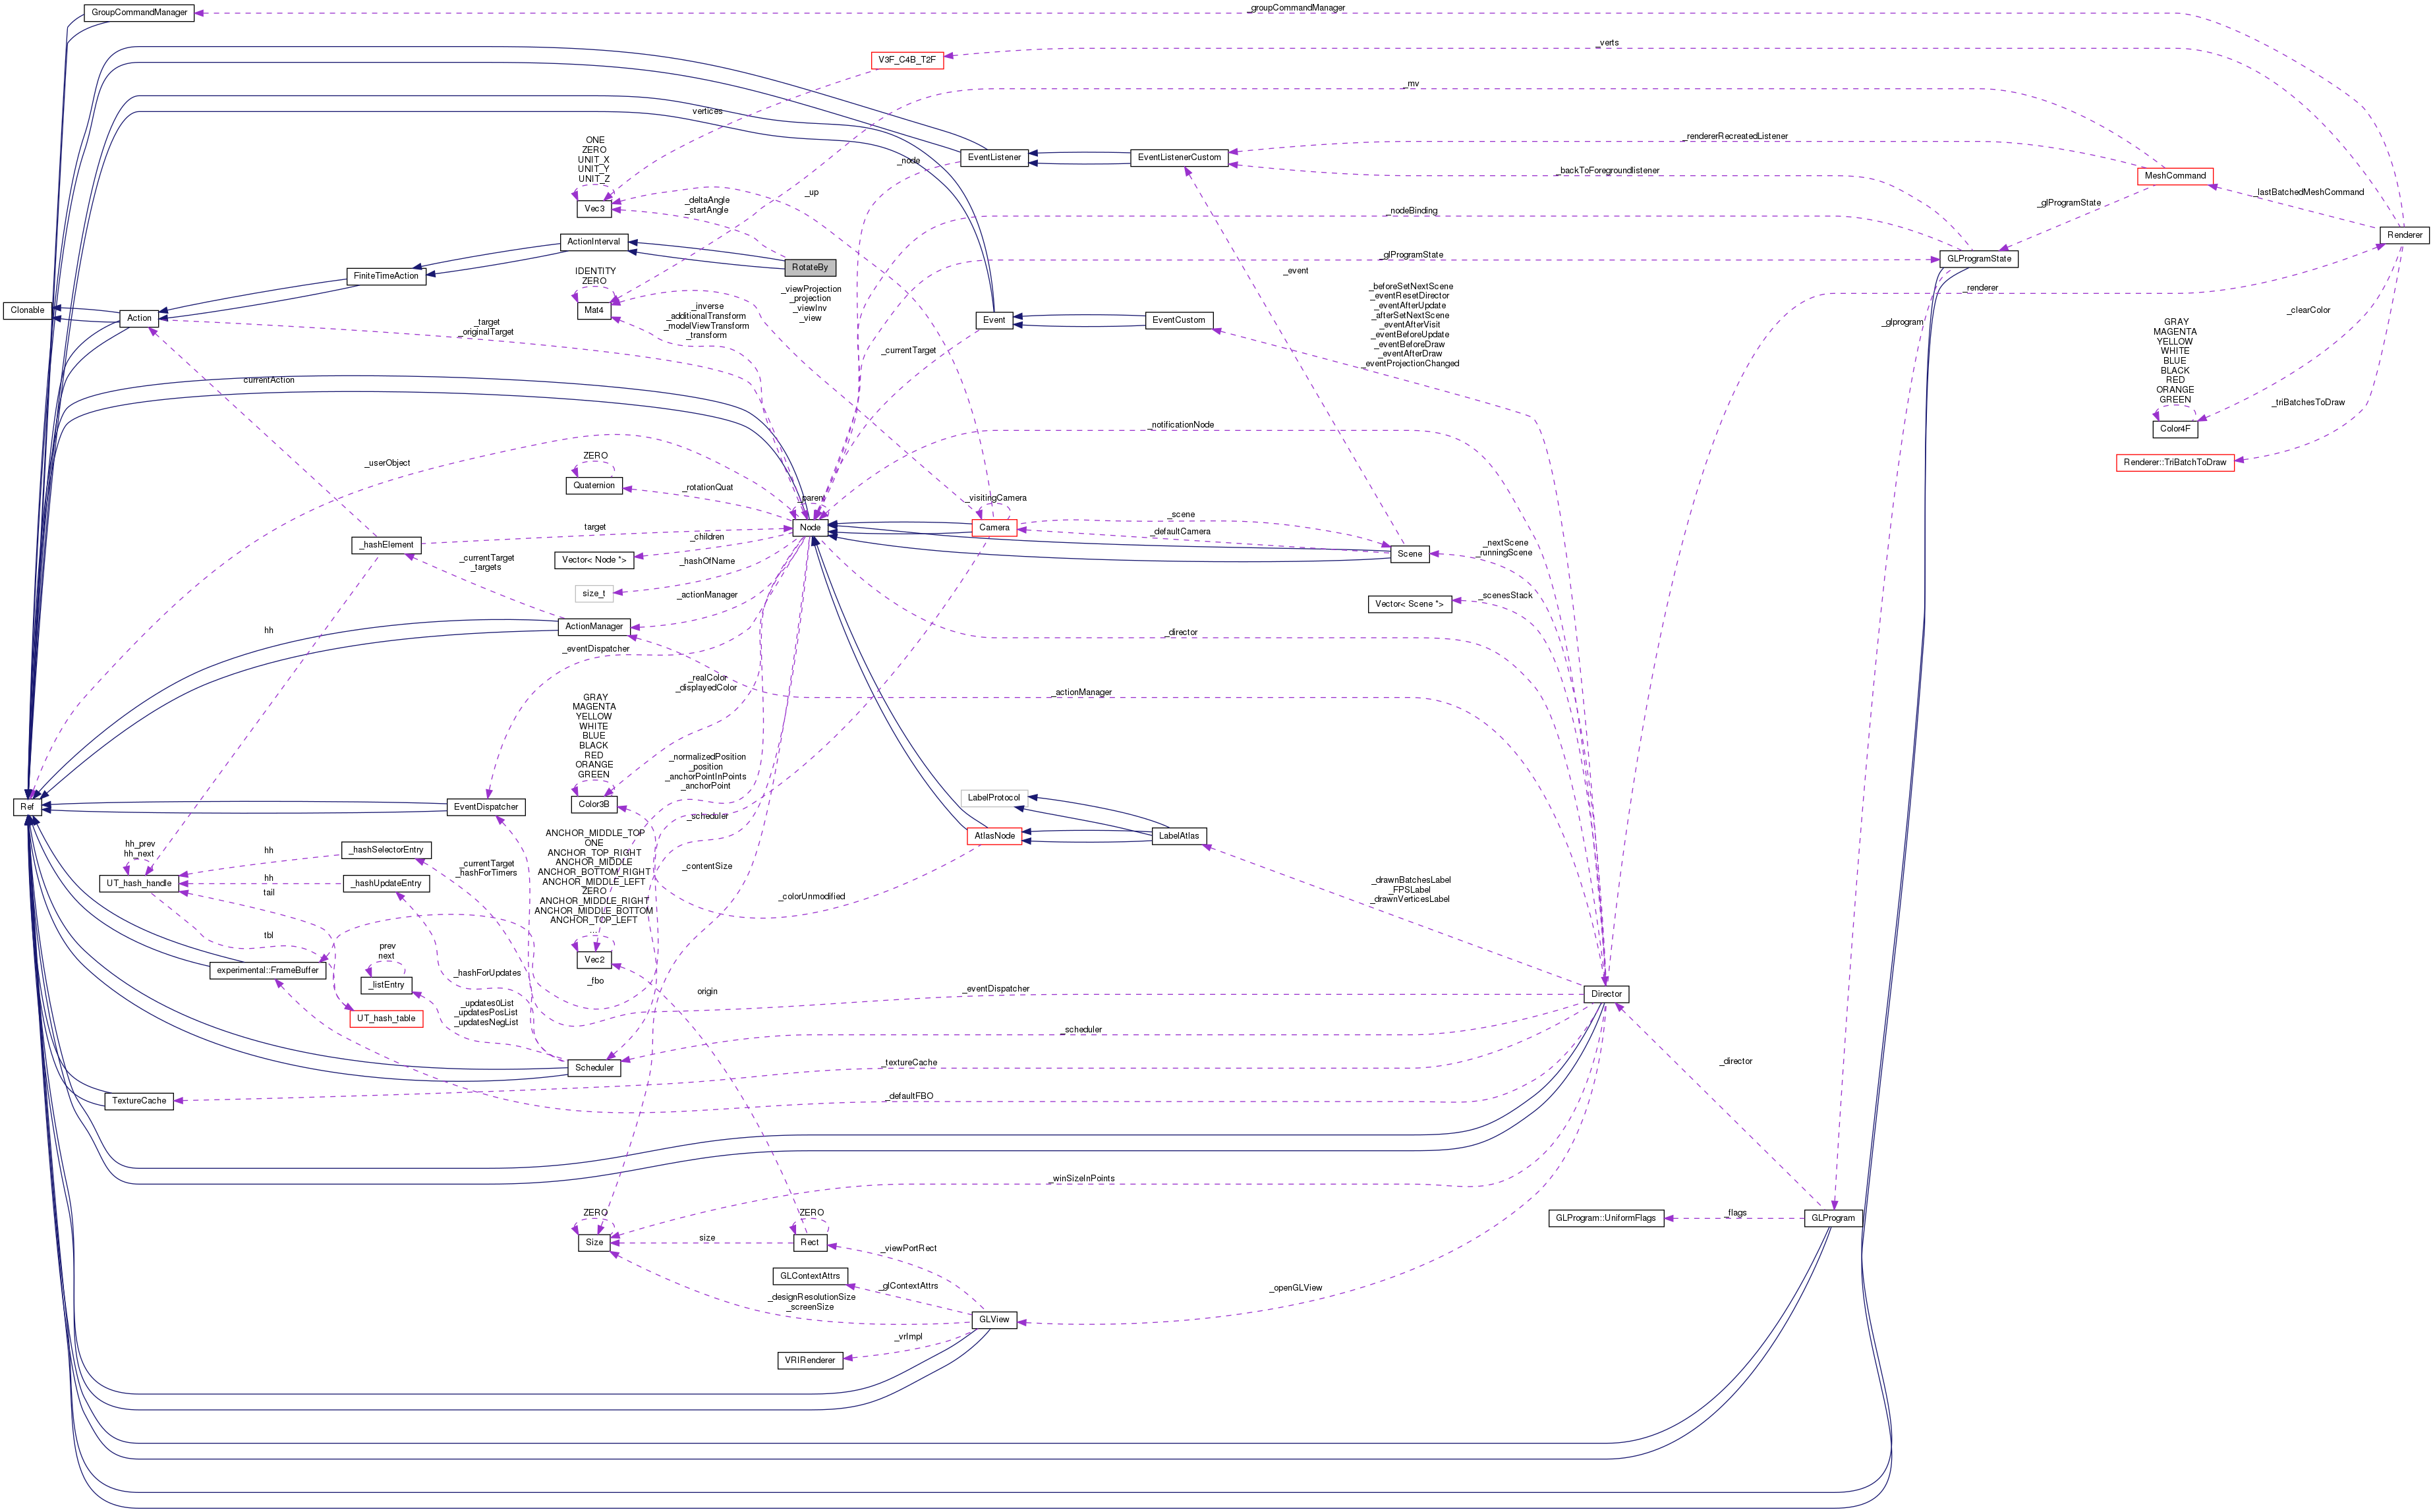 GroupCommandManager
_groupCommandManager
_verts
V3F_C4B_T2F
_mv
vertices
_rendererRecreatedListener
ONE
ZERO
UNIT_X
UNIT_Y
UNIT_Z
EventListener
EventListenerCustom
_node
_backToForegroundlistener
MeshCommand
_lastBatchedMeshCommand
_up
_deltaAngle
_startAngle
Vec3
_nodeBinding
_glProgramState
Renderer
ActionInterval
RotateBy
_glProgramState
GLProgramState
FiniteTimeAction
IDENTITY
ZERO
_event
_viewProjection
_projection
_viewInv
_view
_beforeSetNextScene
_eventResetDirector
_eventAfterUpdate
_afterSetNextScene
_eventAfterVisit
_eventBeforeUpdate
_eventBeforeDraw
_eventAfterDraw
_eventProjectionChanged
_renderer
Clonable
Action
Mat4
_inverse
_additionalTransform
_modelViewTransform
_transform
_target
_originalTarget
Event
EventCustom
_glprogram
_clearColor
GRAY
MAGENTA
YELLOW
WHITE
BLUE
BLACK
RED
ORANGE
GREEN
_currentTarget
currentAction
_triBatchesToDraw
Color4F
_notificationNode
_userObject
ZERO
Renderer::TriBatchToDraw
Quaternion
_rotationQuat
_parent
_visitingCamera
Node
Camera
_scene
_defaultCamera
target
_children
_hashElement
_nextScene
_runningScene
Scene
_currentTarget
_targets
Vector< Node *>
_hashOfName
size_t
_actionManager
_scenesStack
Vector< Scene *>
hh
ActionManager
_director
_eventDispatcher
_realColor
_displayedColor
_actionManager
GRAY
MAGENTA
YELLOW
WHITE
BLUE
BLACK
RED
ORANGE
GREEN
_normalizedPosition
_position
_anchorPointInPoints
_anchorPoint
Ref
EventDispatcher
Color3B
LabelProtocol
_scheduler
AtlasNode
LabelAtlas
ANCHOR_MIDDLE_TOP
ONE
ANCHOR_TOP_RIGHT
ANCHOR_MIDDLE
ANCHOR_BOTTOM_RIGHT
ANCHOR_MIDDLE_LEFT
ZERO
ANCHOR_MIDDLE_RIGHT
ANCHOR_MIDDLE_BOTTOM
ANCHOR_TOP_LEFT
...
hh_prev
hh_next
hh
_hashSelectorEntry
_currentTarget
_hashForTimers
_contentSize
UT_hash_handle
hh
_hashUpdateEntry
tail
_colorUnmodified
_drawnBatchesLabel
_FPSLabel
_drawnVerticesLabel
tbl
prev
next
Vec2
experimental::FrameBuffer
_listEntry
_hashForUpdates
_fbo
origin
_eventDispatcher
Director
_updates0List
_updatesPosList
_updatesNegList
UT_hash_table
_scheduler
Scheduler
_textureCache
_director
TextureCache
_defaultFBO
_winSizeInPoints
ZERO
ZERO
GLProgram::UniformFlags
_flags
GLProgram
Size
size
Rect
_viewPortRect
GLContextAttrs
_glContextAttrs
_openGLView
_designResolutionSize
_screenSize
GLView
_vrImpl
VRIRenderer